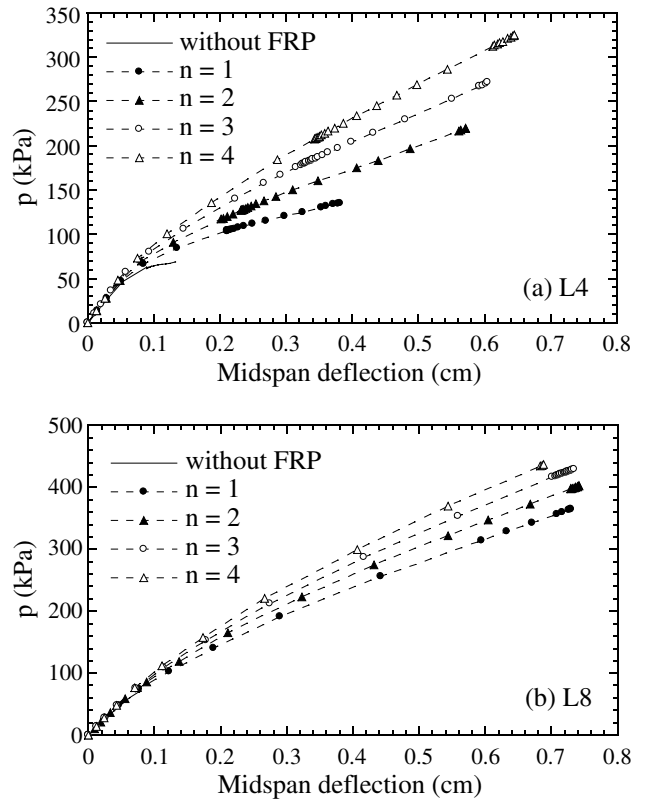 350
300
250
200
150
100
50
0
p (kPa)
without FRP
n = 1
n = 2
n = 3
n = 4
(a) L4
0 0.1 0.2 0.3 0.4 0.5 0.6 0.7 0.8
Midspan deflection (cm)
500
400
300
200
100
0
p (kPa)
without FRP
n = 1
n = 2
n = 3
n = 4
(b) L8
0 0.1 0.2 0.3 0.4 0.5 0.6 0.7 0.8
Midspan deflection (cm)